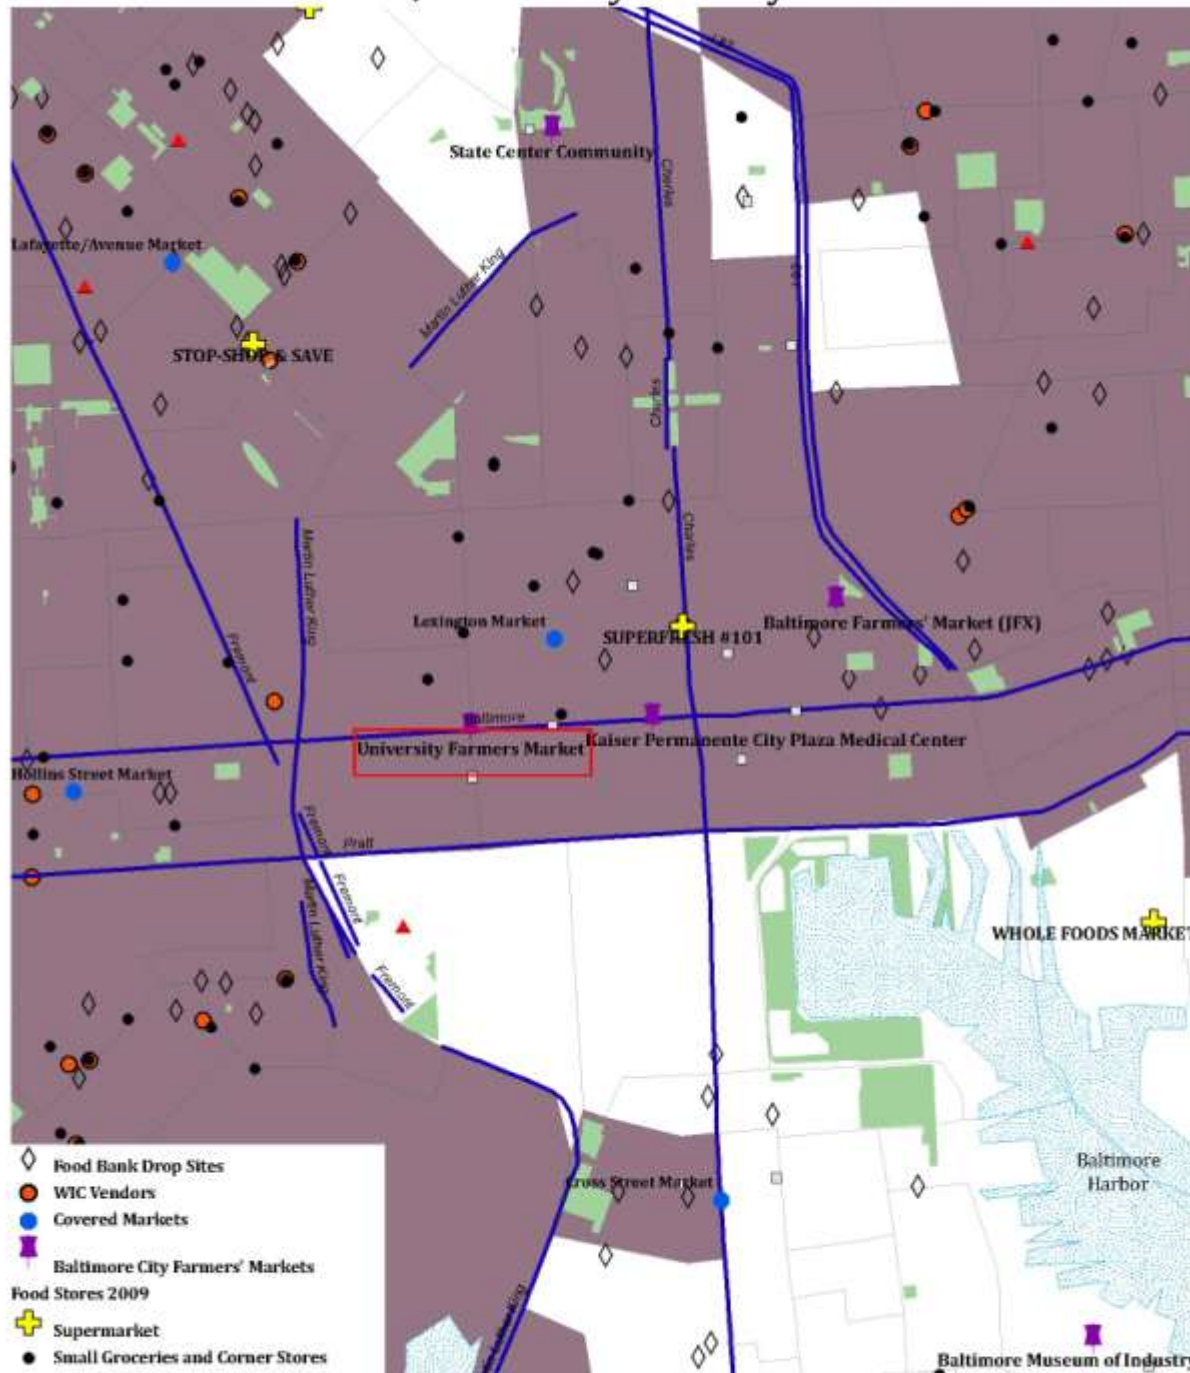 State Center Community
Charles
Lafayette/Avenue Market
Martin Luther King
STOP-SHOP & SAVE
Charles
Charles
Martin Luther King
Lexington Market
SUPERFRESH #101
Baltimore Farmers' Market (JFX)
Fremont
Baltimore
University Farmers Market
Kaiser Permanente City Plaza Medical Center
Hollins Street Market
Fremont
Pratt
Fremont
Martin Luther King
WHOLE FOODS MARKET
Fremont
Baltimore
Harbor
Cross Street Market
Food Bank Drop Sites
WIC Vendors
Covered Markets
Baltimore City Farmers' Markets
Food Stores 2009
Supermarket
Small Groceries and Corner Stores
Baltimore Museum of Industry